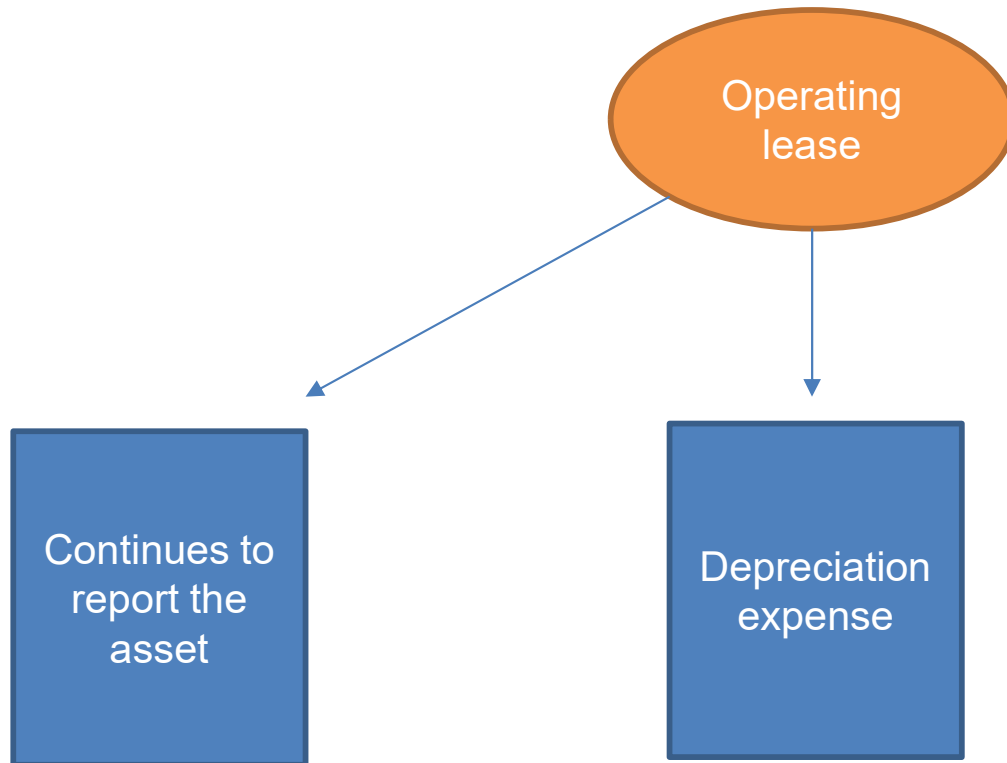 Operating
lease
Continues to
report the
asset
Depreciation
expense